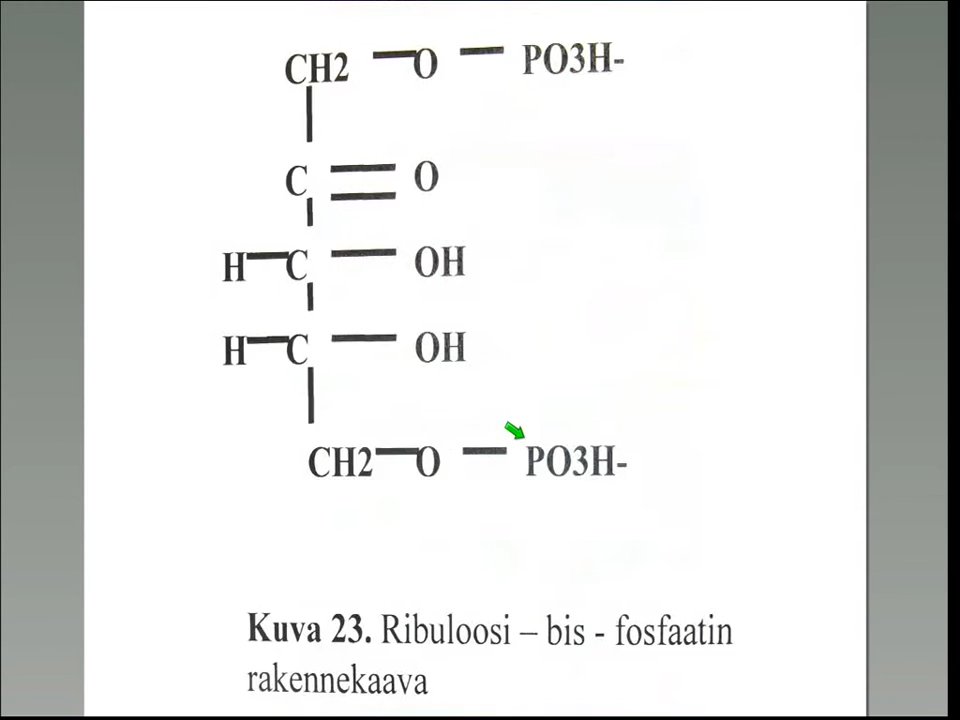 CH2 O PO3H-
C O
H C OH
H C OH
CH2 O PO3H-
Kuva 23. Ribuloosi – bis - fosfaatin
rakennekaava